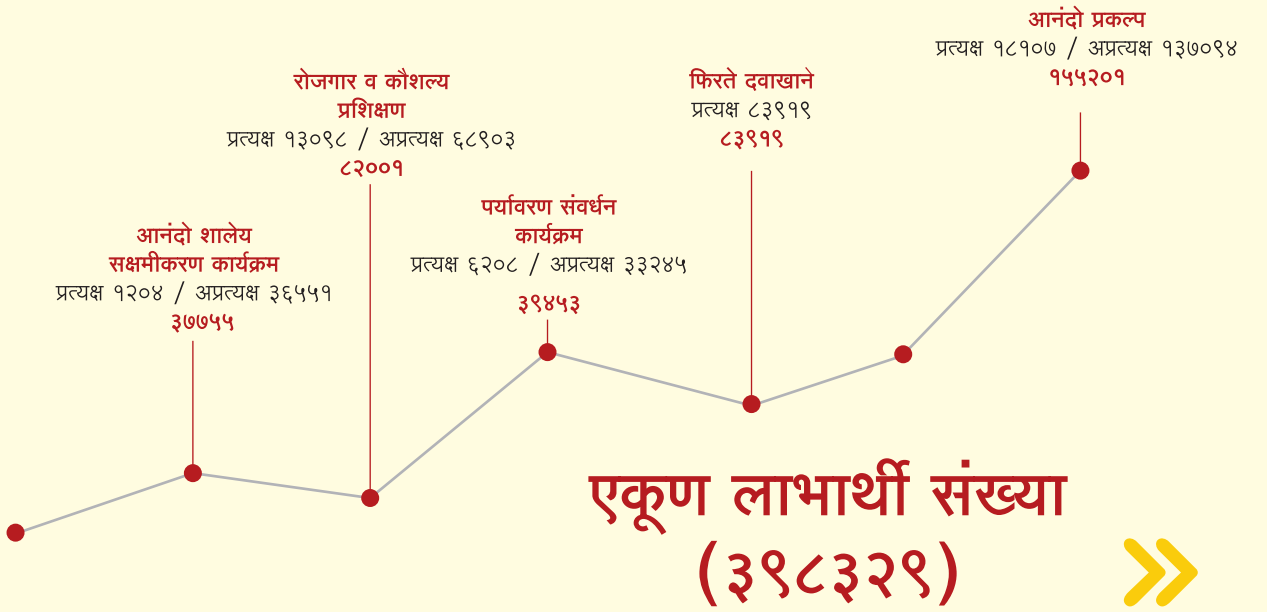 आनंदो शालेय
सक्षमीकरण कार्यक्रम
प्रत्यक्ष १२०४ / अप्रत्यक्ष ३६५५१
३७७५५
रोजगार व कौशल्य
प्रशिक्षण
प्रत्यक्ष १३०९८ / अप्रत्यक्ष ६८९०३
८२००१
पर्यावरण संवर्धन
कार्यक्रम
प्रत्यक्ष ६२०८ / अप्रत्यक्ष ३३२४५
३९४५३
फिरते दवाखाने
प्रत्यक्ष ८३९१९
८३९१९
आनंदो प्रकल्प
प्रत्यक्ष १८१०७ / अप्रत्यक्ष १३७०९४
१५५२०१
एकूण लाभार्थी संख्या
(३९८३२९)